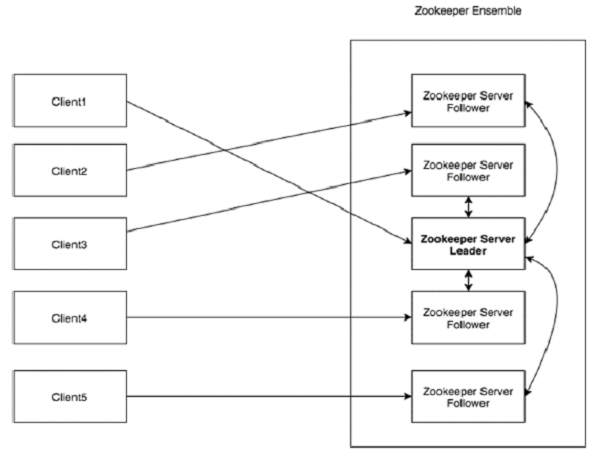 Zookeeper Ensemble
Client1
Client2
Client3
Client4
Client5
Zookeeper Server
Follower
Zookeeper Server
Follower
Zookeeper Server
Leader
Zookeeper Server
Follower
Zookeeper Server
Follower